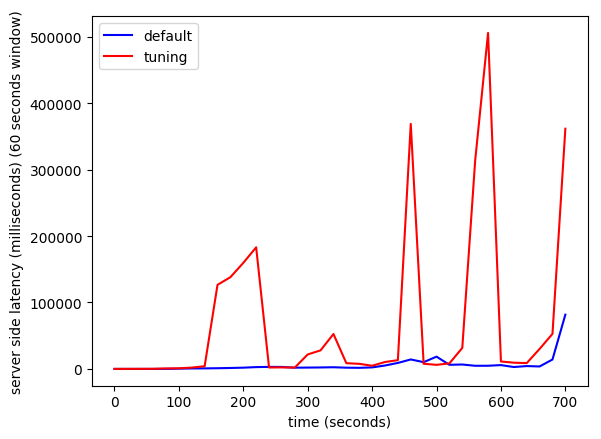 default
tuning
server side latency (milliseconds) (60 seconds window)
500000
400000
300000
200000
100000
0
0 100 200 300 400 500 600 700
time (seconds)